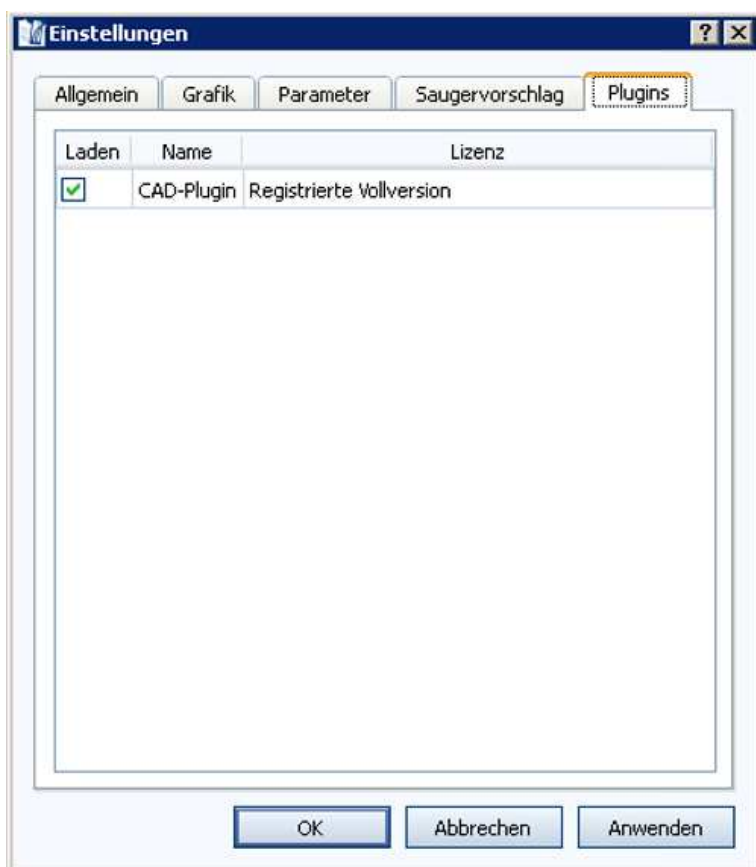 Einstellungen
Allgemein Grafik Parameter Saugervorschlag Plugins
Laden Name Lizenz
CAD-Plugin Registrierte Vollversion
OK Abbrechen Anwenden